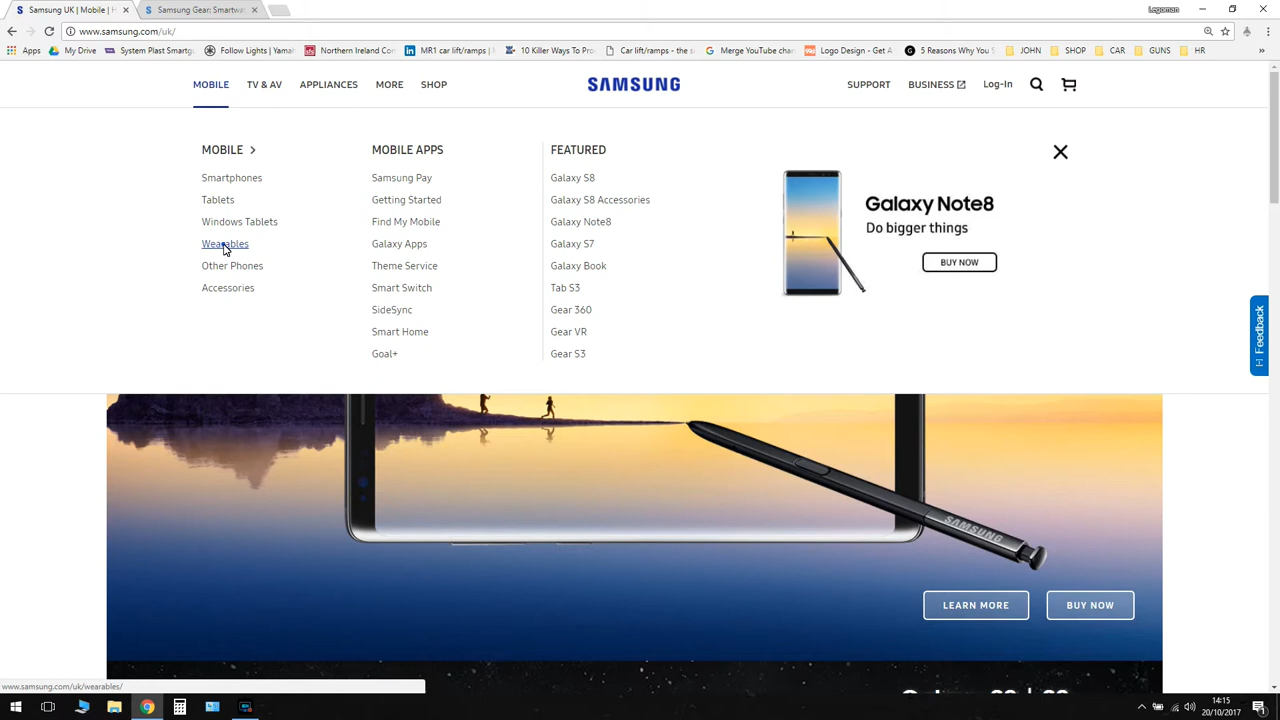 Samsung UK | Mobile | H
Samsung Gear: Smartwa
Legoman
www.samsung.com/uk/
Apps
My Drive
System Plast Smartg
Follow Lights | Yama
Northern Ireland Com
MR1 car lift/ramps
10 Killer Ways To Pro
Car lift/ramps - the s
Merge YouTube chan
Logo Design - Get A
5 Reasons Why You S
JOHN
SHOP
CAR
GUNS
HR
MOBILE
TV & AV
APPLIANCES
MORE
SHOP
SAMSUNG
SUPPORT
BUSINESS
Log-In
MOBILE
Smartphones
Tablets
Windows Tablets
Wearables
Other Phones
Accessories
MOBILE APPS
Samsung Pay
Getting Started
Find My Mobile
Galaxy Apps
Theme Service
Smart Switch
SideSync
Smart Home
Goal+
FEATURED
Galaxy S8
Galaxy S8 Accessories
Galaxy Note8
Galaxy S7
Galaxy Book
Tab S3
Gear 360
Gear VR
Gear S3
Galaxy Note8
Do bigger things
BUY NOW
Feedback
SAMSUNG
LEARN MORE
BUY NOW
www.samsung.com/uk/wearables/
14:15
20/10/2017